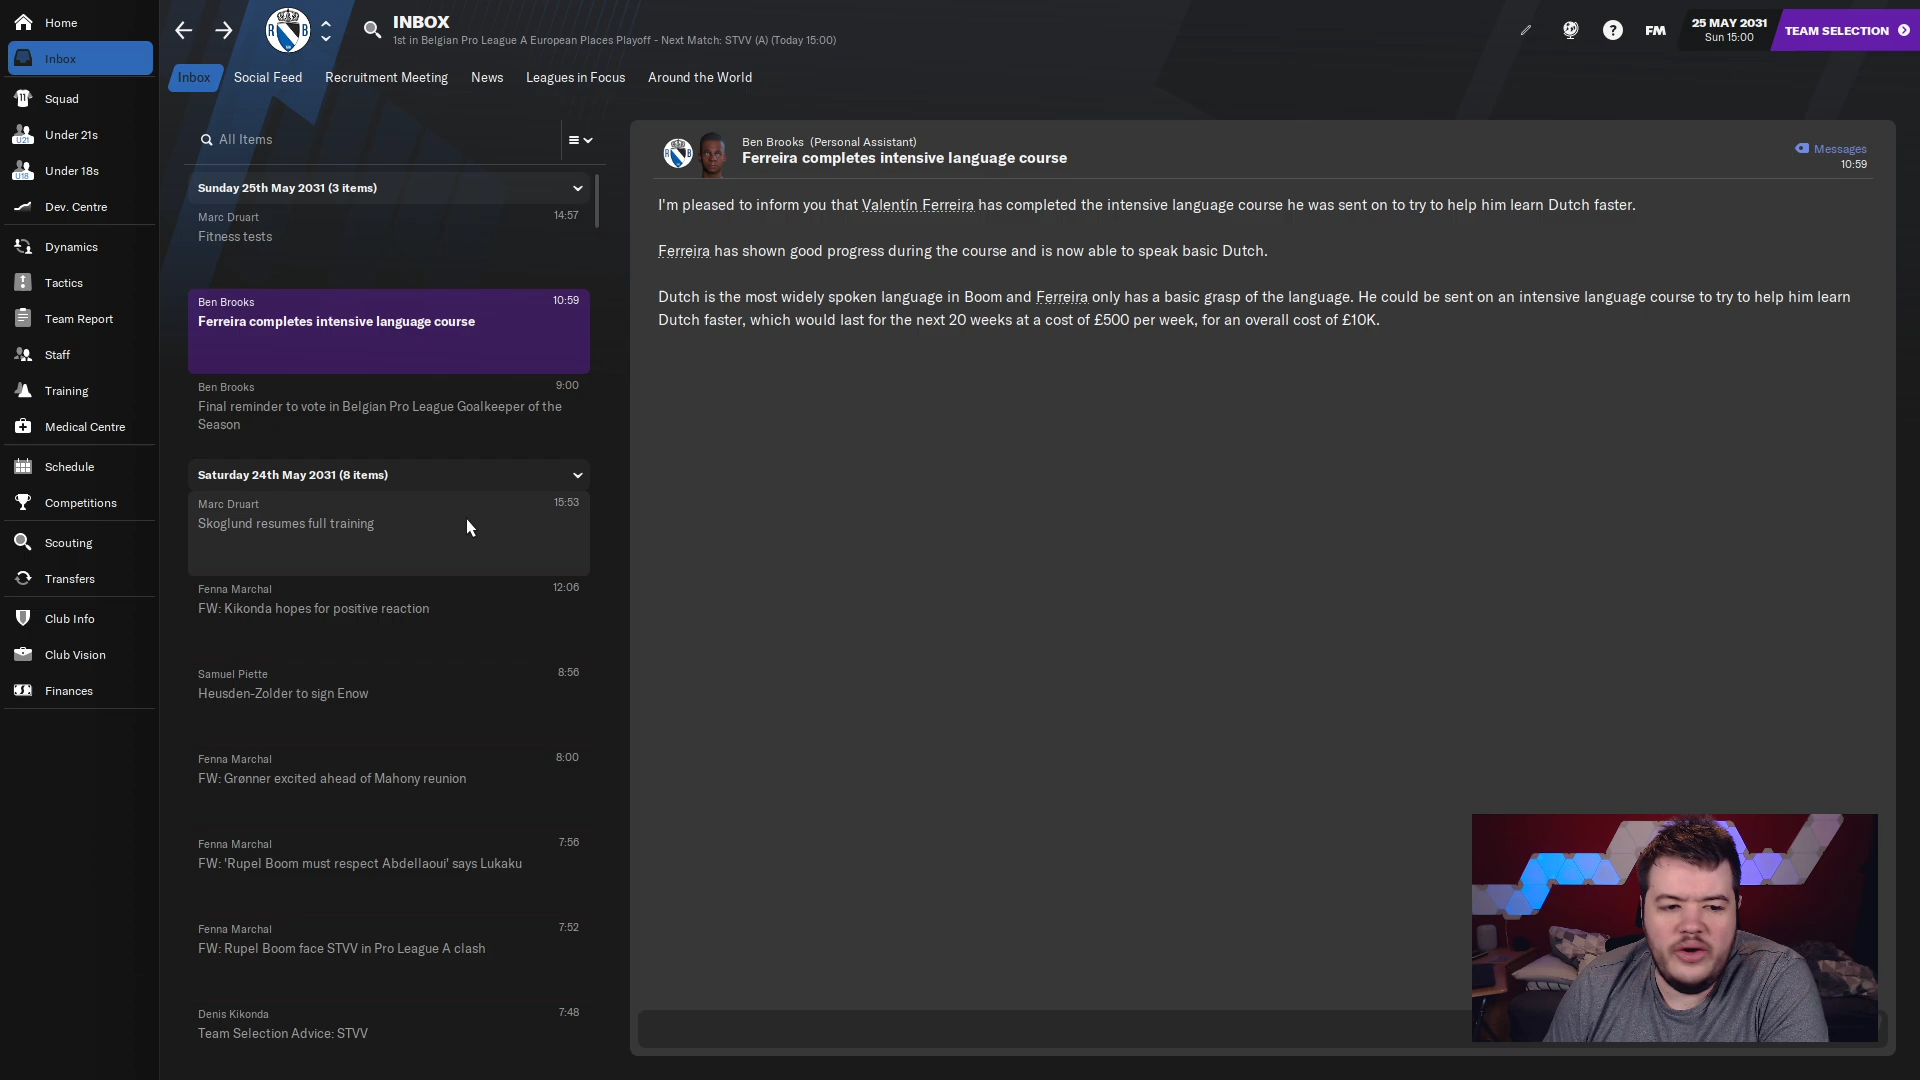 Home
Inbox
Squad
Under 21s
Under 18s
Dev. Centre
Dynamics
Tactics
Team Report
Staff
Training
Medical Centre
Schedule
Competitions
Scouting
Transfers
Club Info
Club Vision
Finances
U21
U18
11
R B
INBOX
1st in Belgian Pro League A European Places Playoff - Next Match: STVV (A) (Today 15:00)
FM
25 MAY 2031
Sun 15:00
TEAM SELECTION
Inbox
Social Feed
Recruitment Meeting
News
Leagues in Focus
Around the World
All Items
Sunday 25th May 2031 (3 items)
Marc Druart 14:57
Fitness tests
Ben Brooks 10:59
Ferreira completes intensive language course
Ben Brooks 9:00
Final reminder to vote in Belgian Pro League Goalkeeper of the
Season
Saturday 24th May 2031 (8 items)
Marc Druart 15:53
Skoglund resumes full training
Fenna Marchal 12:06
FW: Kikonda hopes for positive reaction
Samuel Piette 8:56
Heusden-Zolder to sign Enow
Fenna Marchal 8:00
FW: Grønner excited ahead of Mahony reunion
Fenna Marchal 7:56
FW: 'Rupel Boom must respect Abdellaoui' says Lukaku
Fenna Marchal 7:52
FW: Rupel Boom face STVV in Pro League A clash
Denis Kikonda 7:48
Team Selection Advice: STVV
R B
Ben Brooks (Personal Assistant)
Ferreira completes intensive language course
Messages
10:59
I'm pleased to inform you that Valentín Ferreira has completed the intensive language course he was sent on to try to help him learn Dutch faster.
Ferreira has shown good progress during the course and is now able to speak basic Dutch.
Dutch is the most widely spoken language in Boom and Ferreira only has a basic grasp of the language. He could be sent on an intensive language course to try to help him learn
Dutch faster, which would last for the next 20 weeks at a cost of £500 per week, for an overall cost of £10K.